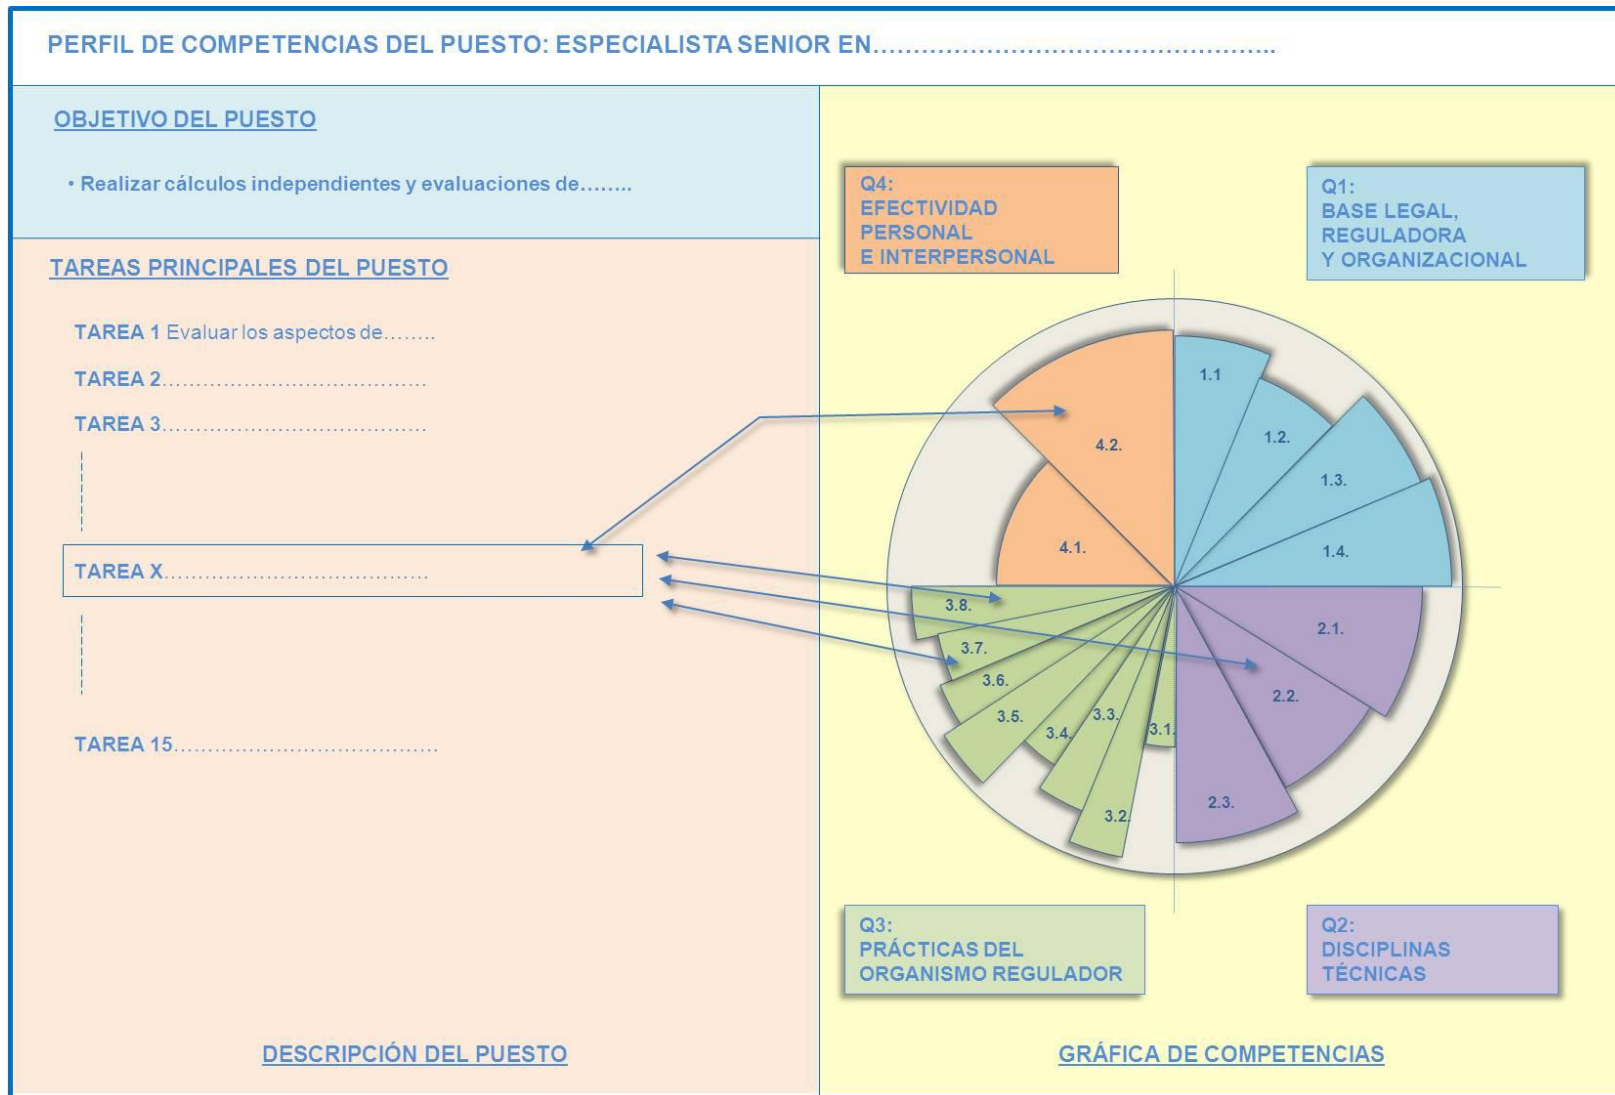 PERFIL DE COMPETENCIAS DEL PUESTO: ESPECIALISTA SENIOR EN…………………………………………..
OBJETIVO DEL PUESTO
• Realizar cálculos independientes y evaluaciones de……..
TAREAS PRINCIPALES DEL PUESTO
TAREA 1 Evaluar los aspectos de……..
TAREA 2…………………………………
TAREA 3…………………………………
TAREA X…………………………………
TAREA 15…………………………………
DESCRIPCIÓN DEL PUESTO
Q4:
EFECTIVIDAD
PERSONAL
E INTERPERSONAL
Q1:
BASE LEGAL,
REGULADORA
Y ORGANIZACIONAL
1.1
1.2.
1.3.
1.4.
2.1.
2.2.
2.3.
3.1.
3.2.
3.3.
3.4.
3.5.
3.6.
3.7.
3.8.
4.1.
4.2.
Q3:
PRÁCTICAS DEL
ORGANISMO REGULADOR
Q2:
DISCIPLINAS
TÉCNICAS
GRÁFICA DE COMPETENCIAS